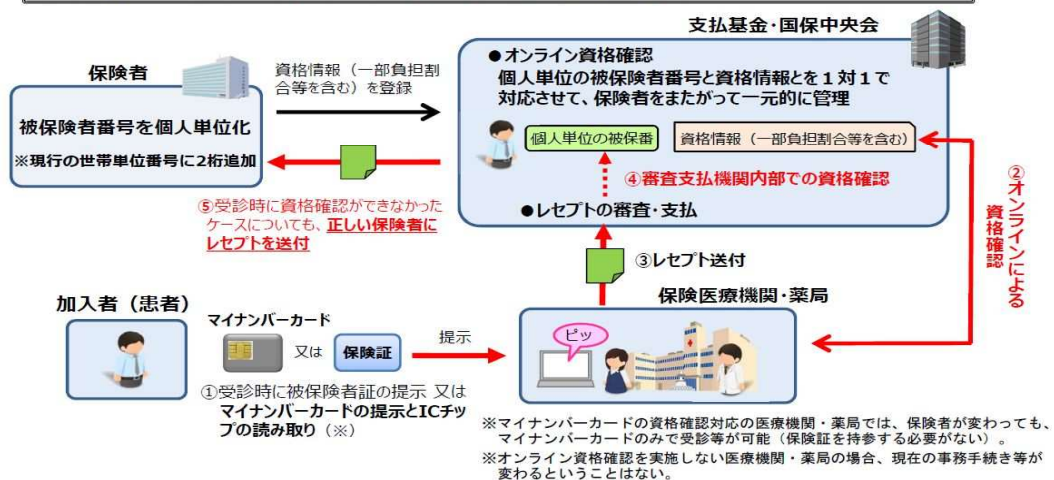 支払基金・国保中央会
●オンライン資格確認
個人単位の被保険者番号と資格情報とを１対１で
対応させて、保険者をまたがって一元的に管理
保険者
資格情報（一部負担割
合等を含む）を登録
被保険者番号を個人単位化
※現行の世帯単位番号に2桁追加
個人単位の被保番
資格情報（一部負担割合等を含む）
④審査支払機関内部での資格確認
●レセプトの審査・支払
②オンラインによる
資格確認
⑤受診時に資格確認ができなかった
ケースについても、正しい保険者に
レセプトを送付
③レセプト送付
保険医療機関・薬局
ピッ
加入者（患者）
マイナンバーカード
又は
保険証
提示
①受診時に被保険者証の提示 又は
マイナンバーカードの提示とICチッ
プの読み取り（※）
※マイナンバーカードの資格確認対応の医療機関・薬局では、保険者が変わっても、
マイナンバーカードのみで受診等が可能（保険証を持参する必要がない）。
※オンライン資格確認を実施しない医療機関・薬局の場合、現在の事務手続き等が
変わるということはない。